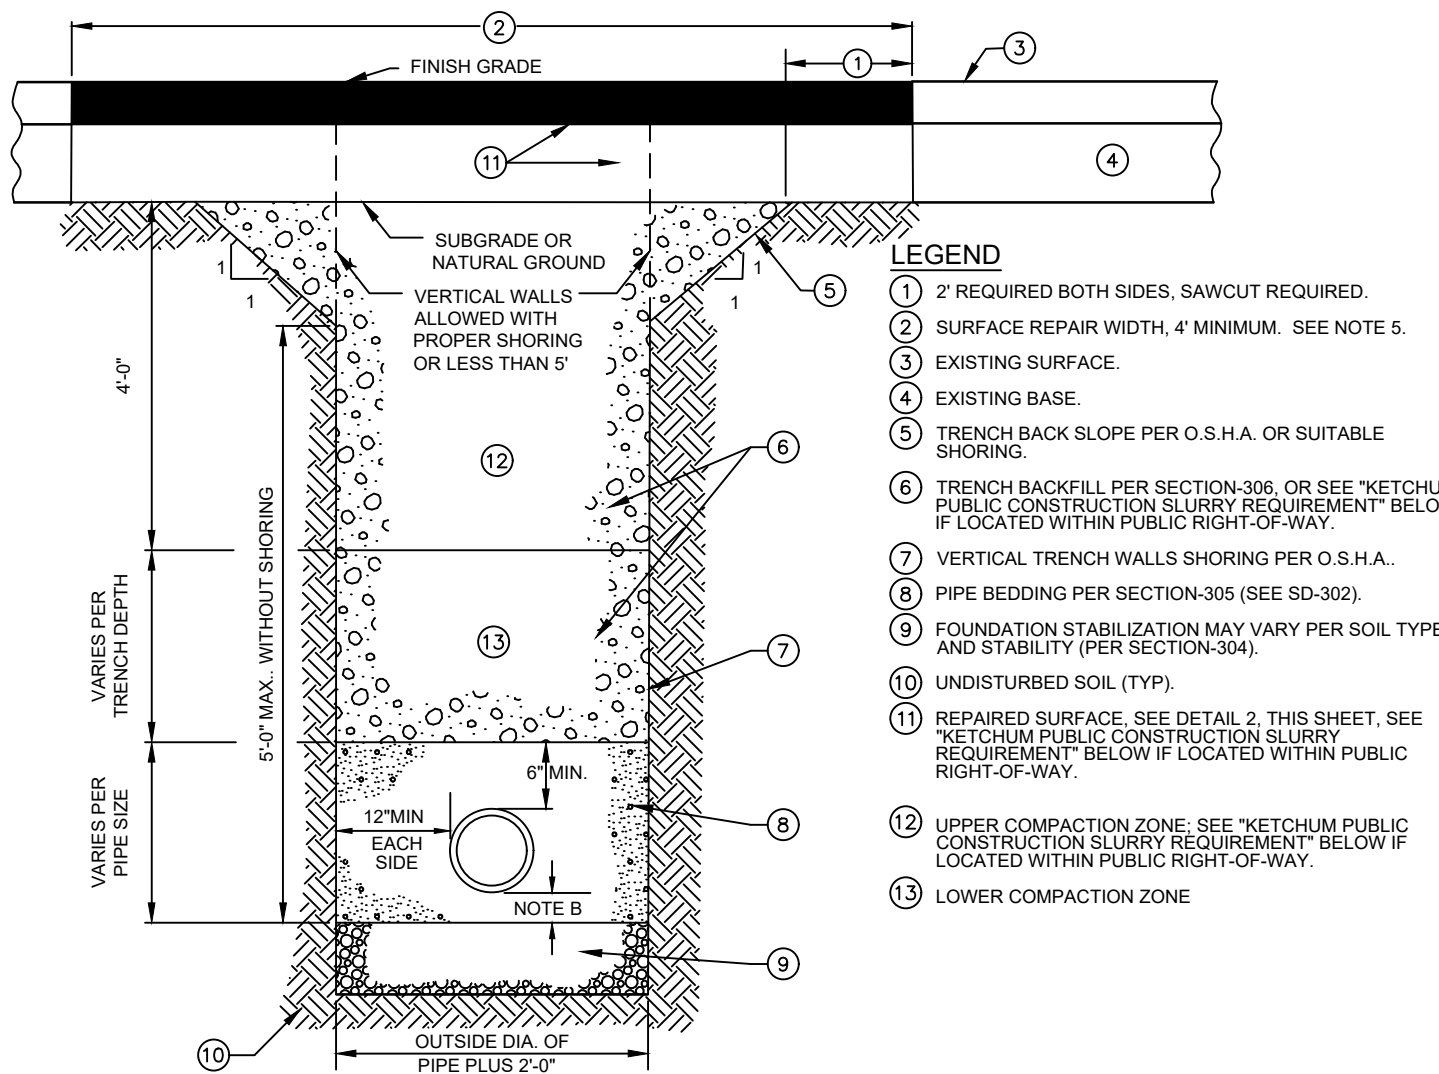 2
1
3
FINISH GRADE
11
4
SUBGRADE OR
NATURAL GROUND
1
1
1
1
5
VERTICAL WALLS
ALLOWED WITH
PROPER SHORING
OR LESS THAN 5'
4'-0"
12
6
5'-0" MAX.. WITHOUT SHORING
VARIES PER
TRENCH DEPTH
13
7
VARIES PER
PIPE SIZE
6" MIN.
12"MIN
EACH
SIDE
8
NOTE B
9
10
OUTSIDE DIA. OF
PIPE PLUS 2'-0"
LEGEND
1 2' REQUIRED BOTH SIDES, SAWCUT REQUIRED.
2 SURFACE REPAIR WIDTH, 4' MINIMUM. SEE NOTE 5.
3 EXISTING SURFACE.
4 EXISTING BASE.
5 TRENCH BACK SLOPE PER O.S.H.A. OR SUITABLE
SHORING.
6 TRENCH BACKFILL PER SECTION-306, OR SEE "KETCHU
PUBLIC CONSTRUCTION SLURRY REQUIREMENT" BELO
IF LOCATED WITHIN PUBLIC RIGHT-OF-WAY.
7 VERTICAL TRENCH WALLS SHORING PER O.S.H.A..
8 PIPE BEDDING PER SECTION-305 (SEE SD-302).
9 FOUNDATION STABILIZATION MAY VARY PER SOIL TYPE
AND STABILITY (PER SECTION-304).
10 UNDISTURBED SOIL (TYP).
11 REPAIRED SURFACE, SEE DETAIL 2, THIS SHEET, SEE
"KETCHUM PUBLIC CONSTRUCTION SLURRY
REQUIREMENT" BELOW IF LOCATED WITHIN PUBLIC
RIGHT-OF-WAY.
12 UPPER COMPACTION ZONE; SEE "KETCHUM PUBLIC
CONSTRUCTION SLURRY REQUIREMENT" BELOW IF
LOCATED WITHIN PUBLIC RIGHT-OF-WAY.
13 LOWER COMPACTION ZONE